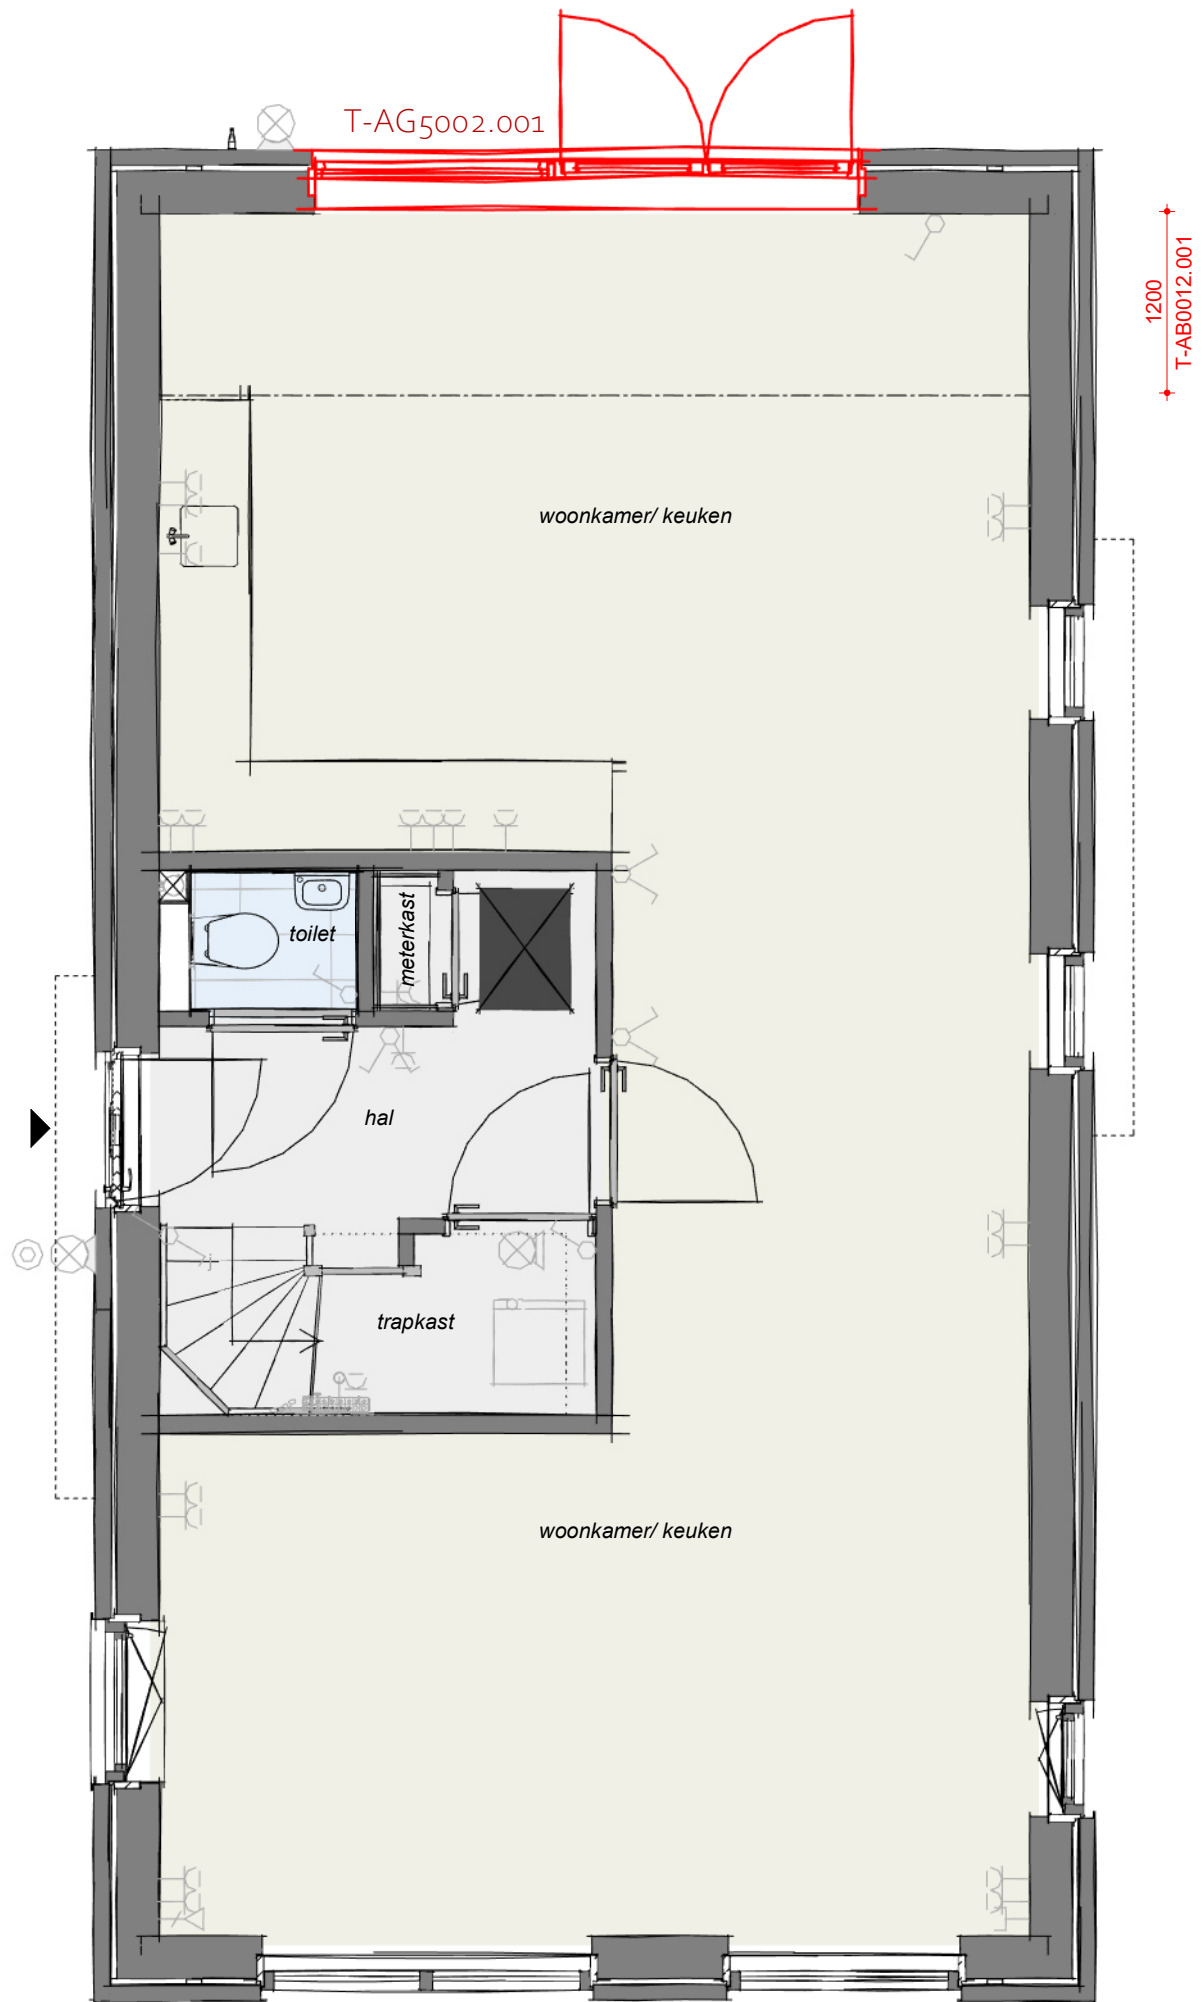 T-AG5002.001
1200
T-AB0012.001
woonkamer/ keuken
toilet
meterkast
hal
trapkast
woonkamer/ keuken